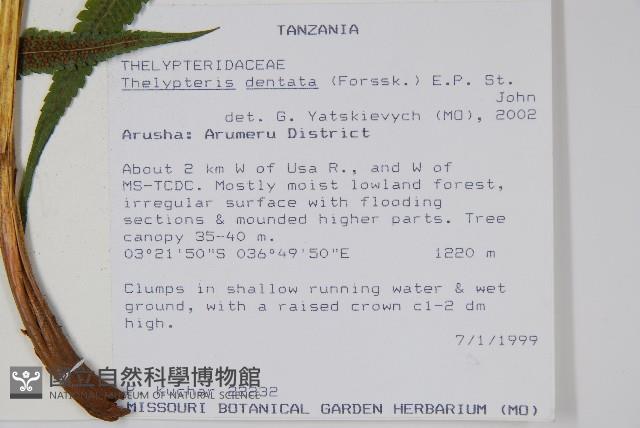 TANZANIA
THELYPTERIDACEAE
Thelypteris dentata (Forssk.) E.P. St.
John
det. G. Yatskievych (MO), 2002
Arusha: Arumeru District
About 2 km W of Usa R., and W of
MS-TCDC. Mostly moist lowland forest,
irregular surface with flooding
sections & mounded higher parts. Tree
canopy 35-40 m.
03°21'50"S 036°49'50"E 1220 m
Clumps in shallow running water & wet
ground, with a raised crown c1-2 dm
high.
7/1/1999
國立自然科學博物館
NATIONAL MUSEUM OF NATURAL SCIENCE
P. Kuchar 22232
MISSOURI BOTANICAL GARDEN HERBARIUM (MO)